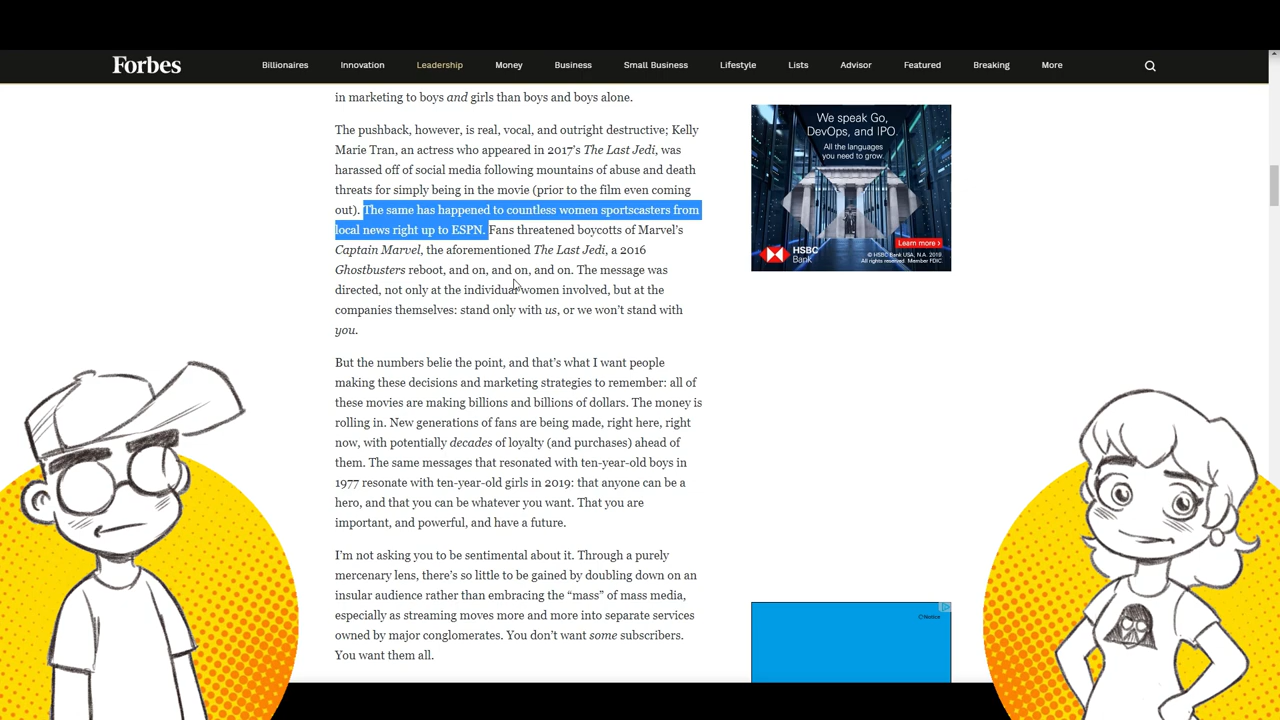 Forbes
Billionaires Innovation Leadership Money Business Small Business Lifestyle Lists Advisor Featured Breaking More
in marketing to boys and girls than boys and boys alone.
The pushback, however, is real, vocal, and outright destructive; Kelly
Marie Tran, an actress who appeared in 2017’s The Last Jedi, was
harassed off of social media following mountains of abuse and death
threats for simply being in the movie (prior to the film even coming
out). The same has happened to countless women sportscasters from
local news right up to ESPN. Fans threatened boycotts of Marvel’s
Captain Marvel, the aforementioned The Last Jedi, a 2016
Ghostbusters reboot, and on, and on, and on. The message was
directed, not only at the individual women involved, but at the
companies themselves: stand only with us, or we won’t stand with
you.
But the numbers belie the point, and that’s what I want people
making these decisions and marketing strategies to remember: all of
these movies are making billions and billions of dollars. The money is
rolling in. New generations of fans are being made, right here, right
now, with potentially decades of loyalty (and purchases) ahead of
them. The same messages that resonated with ten-year-old boys in
1977 resonate with ten-year-old girls in 2019: that anyone can be a
hero, and that you can be whatever you want. That you are
important, and powerful, and have a future.
I’m not asking you to be sentimental about it. Through a purely
mercenary lens, there’s so little to be gained by doubling down on an
insular audience rather than embracing the “mass” of mass media,
especially as streaming moves more and more into separate services
owned by major conglomerates. You don’t want some subscribers.
You want them all.
We speak Go,
DevOps, and IPO.
All the languages
you need to grow.
Learn more ›
HSBC
Bank
© HSBC Bank USA, N.A. 2019
All rights reserved. Member FDIC.
Notice